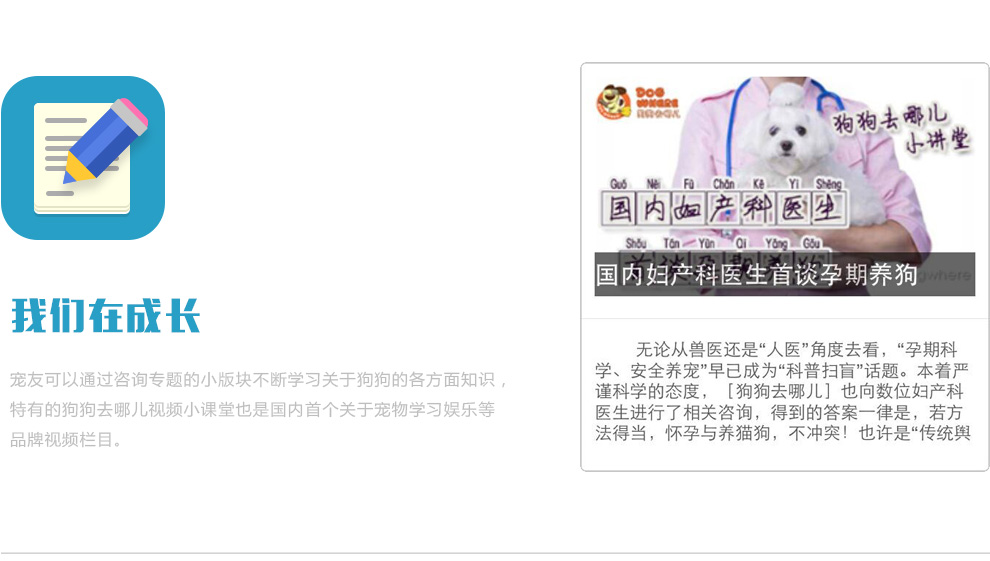 我们在成长
宠友可以通过咨询专题的小版块不断学习关于狗狗的各方面知识，
特有的狗狗去哪儿视频小课堂也是国内首个关于宠物学习娱乐等
品牌视频栏目。
DOG
WHERE
狗狗去哪儿
狗狗去哪儿
小讲堂
Guó Nèi Fù Chǎn Kē Yī Shēng
国内妇产科医生
Shǒu Tán Yùn Qī Yǎng Gǒu
国内妇产科医生首谈孕期养狗
无论从兽医还是“人医”角度去看，“孕期科
学、安全养宠”早已成为“科普扫盲”话题。本着严
谨科学的态度，［狗狗去哪儿］也向数位妇产科
医生进行了相关咨询，得到的答案一律是，若方
法得当，怀孕与养猫狗，不冲突！也许是“传统舆